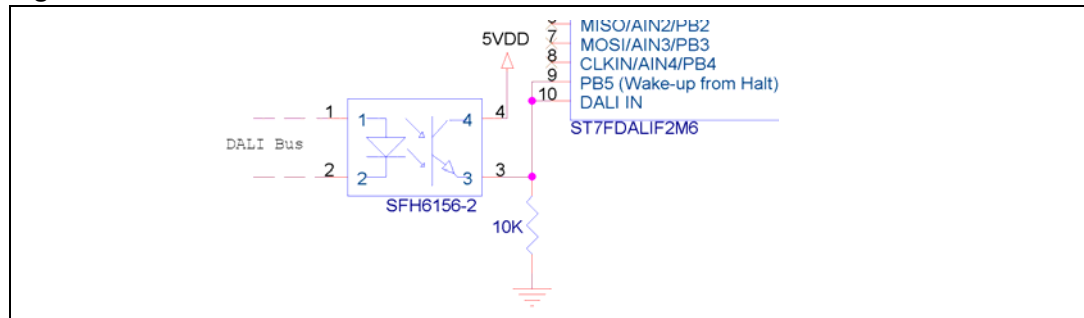 MISO/AIN2/PB2
7
MOSI/AIN3/PB3
5VDD
8
CLKIN/AIN4/PB4
9
PB5 (Wake-up from Halt)
10
DALI IN
ST7FDALIF2M6
1
1
4
4
DALI Bus
2
2
3
3
SFH6156-2
10K